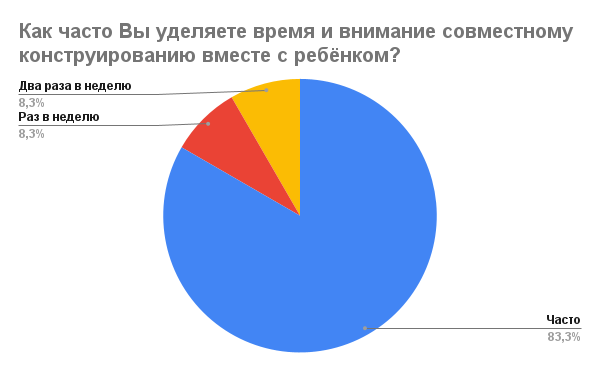 Как часто Вы уделяете время и внимание совместному
конструированию вместе с ребёнком?
Два раза в неделю
8,3%
Раз в неделю
8,3%
Часто
83,3%